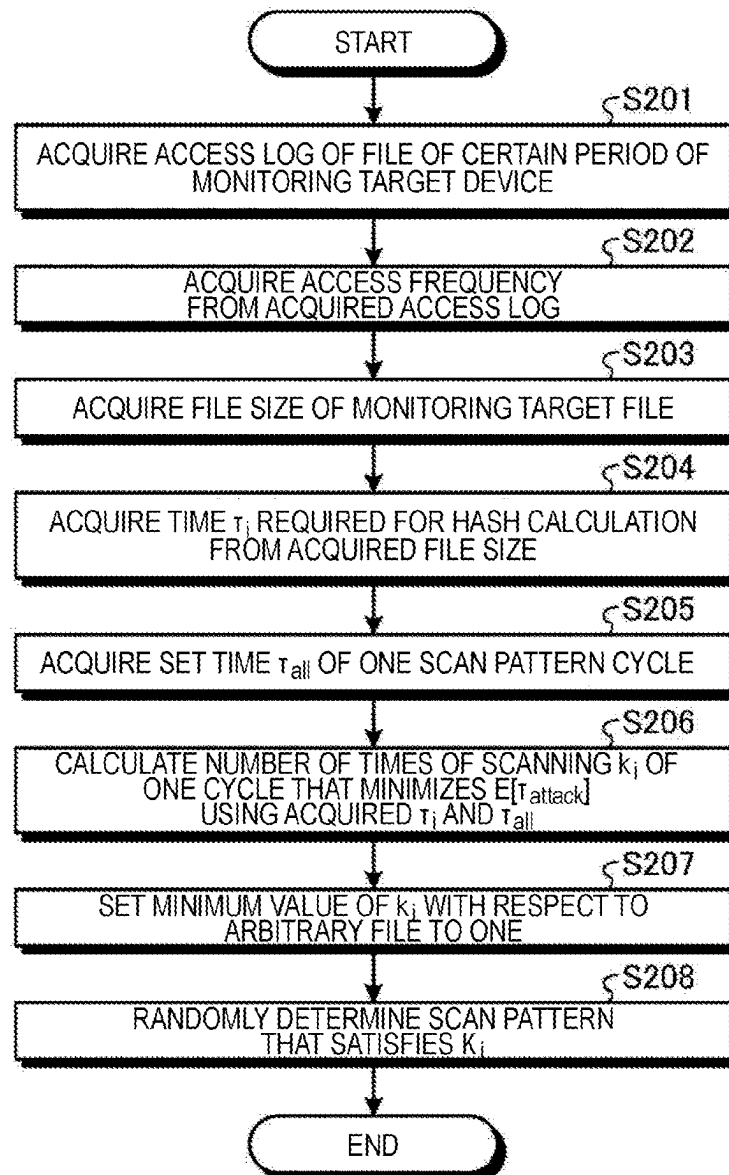 START
S201
ACQUIRE ACCESS LOG OF FILE OF CERTAIN PERIOD OF
MONITORING TARGET DEVICE
S202
ACQUIRE ACCESS FREQUENCY
FROM ACQUIRED ACCESS LOG
S203
ACQUIRE FILE SIZE OF MONITORING TARGET FILE
S204
ACQUIRE TIME τi REQUIRED FOR HASH CALCULATION
FROM ACQUIRED FILE SIZE
S205
ACQUIRE SET TIME τall OF ONE SCAN PATTERN CYCLE
S206
CALCULATE NUMBER OF TIMES OF SCANNING ki OF
ONE CYCLE THAT MINIMIZES E[τattack]
USING ACQUIRED τi AND τall
S207
SET MINIMUM VALUE OF ki WITH RESPECT TO
ARBITRARY FILE TO ONE
S208
RANDOMLY DETERMINE SCAN PATTERN
THAT SATISFIES Ki
END